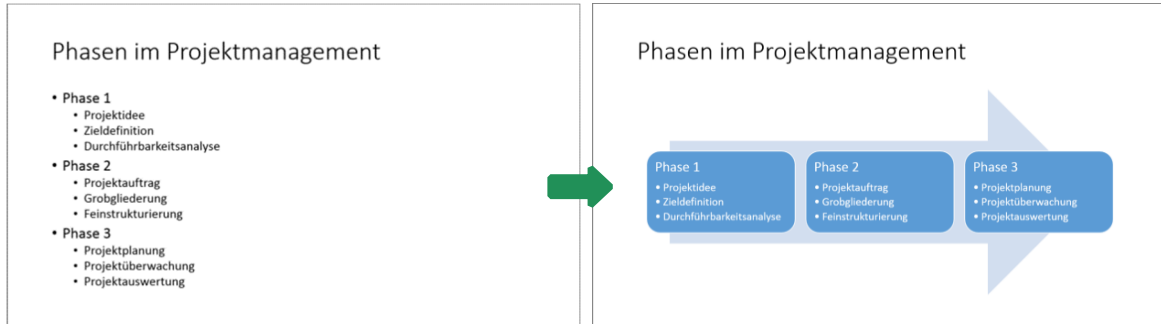 Phasen im Projektmanagement
• Phase 1
• Projektidee
• Zieldefinition
• Durchführbarkeitsanalyse
• Phase 2
• Projektauftrag
• Grobgliederung
• Feinstrukturierung
• Phase 3
• Projektplanung
• Projektüberwachung
• Projektauswertung
Phasen im Projektmanagement
Phase 1
• Projektidee
• Zieldefinition
• Durchführbarkeitsanalyse
Phase 2
• Projektauftrag
• Grobgliederung
• Feinstrukturierung
Phase 3
• Projektplanung
• Projektüberwachung
• Projektauswertung